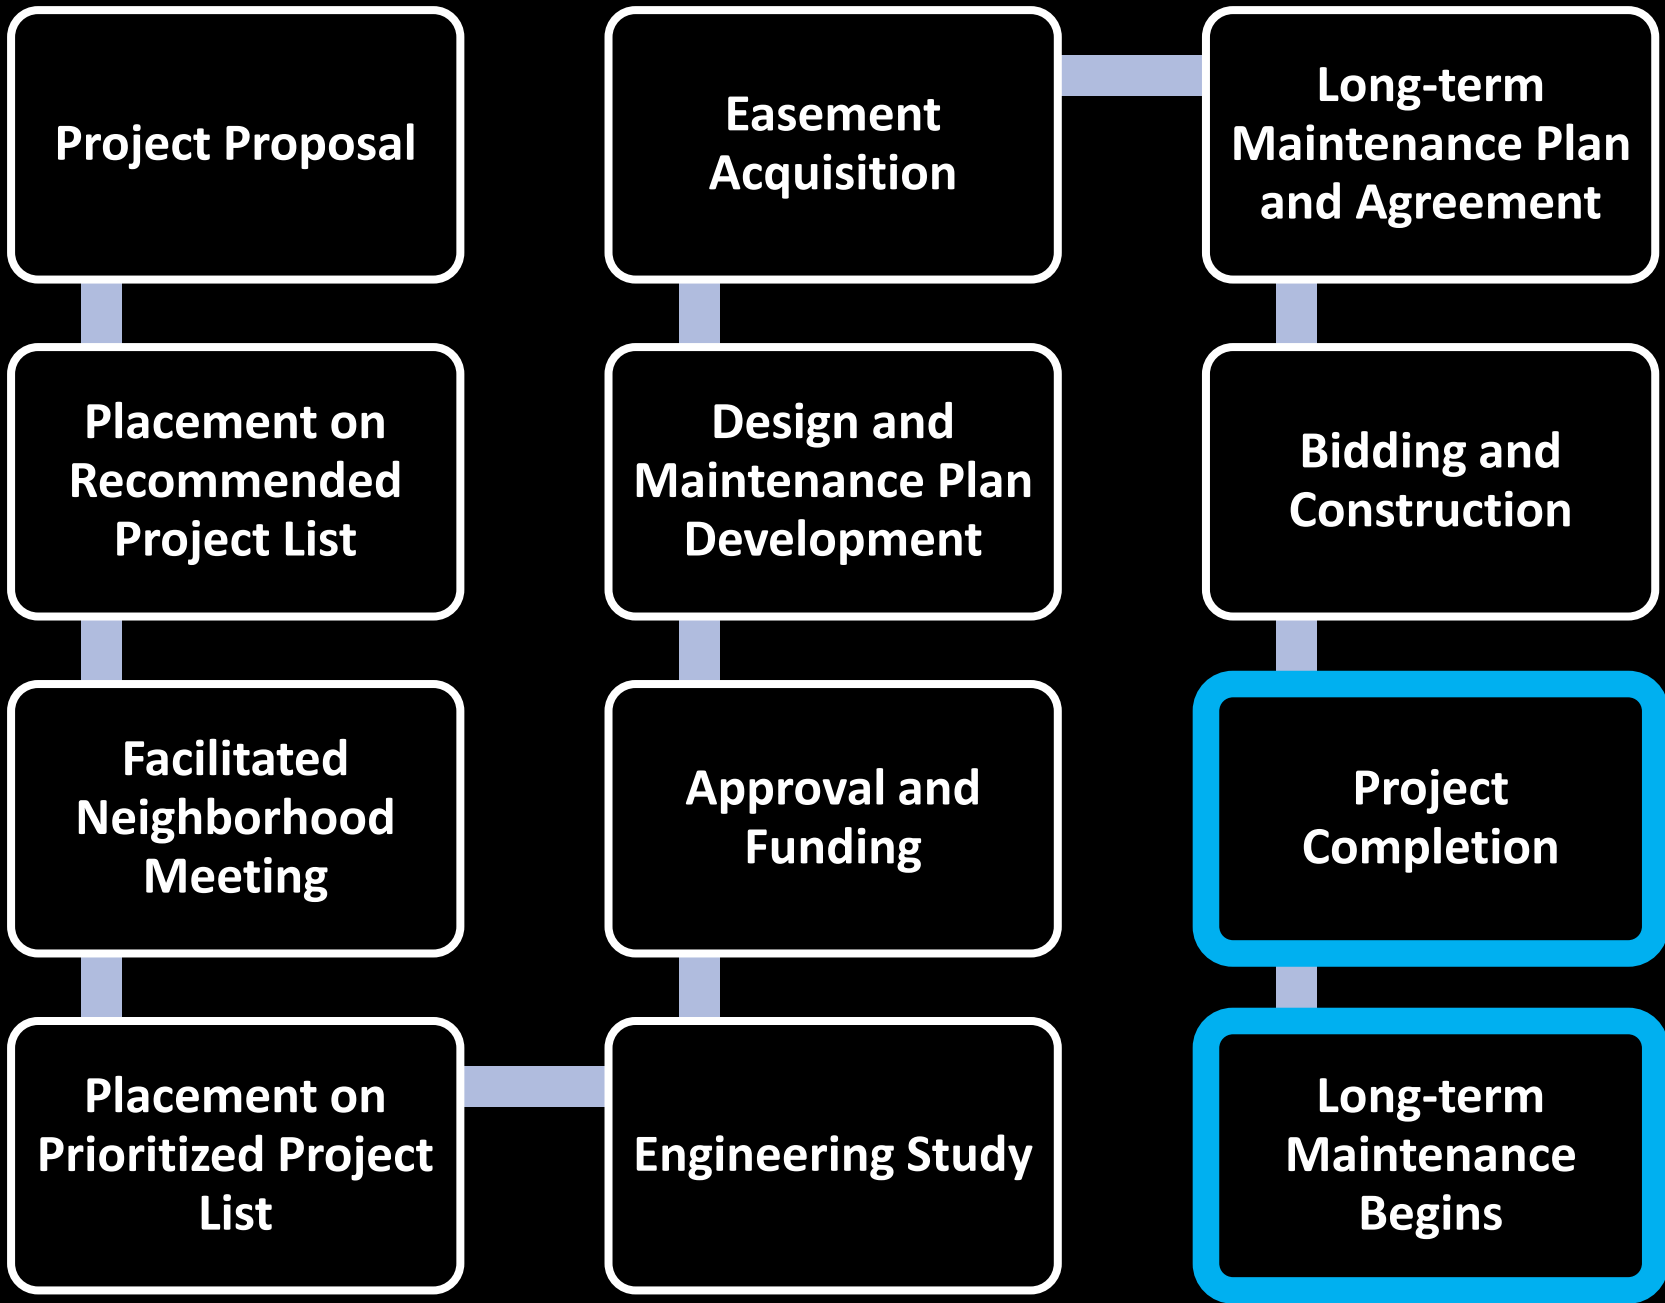 Project Proposal
Placement on
Recommended
Project List
Facilitated
Neighborhood
Meeting
Placement on
Prioritized Project
List
Engineering Study
Approval and
Funding
Design and
Maintenance Plan
Development
Easement
Acquisition
Long-term
Maintenance Plan
and Agreement
Bidding and
Construction
Project
Completion
Long-term
Maintenance
Begins